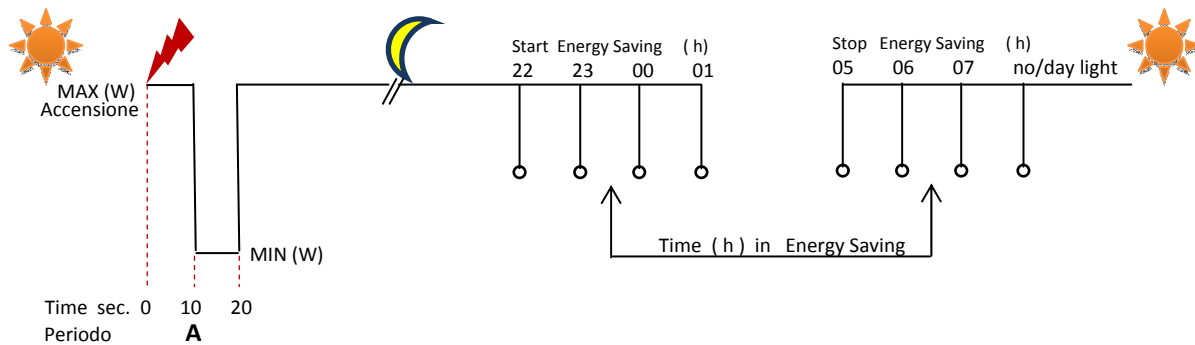 Start Energy Saving ( h)
22 23 00 01
Stop Energy Saving ( h)
05 06 07 no/day light
MAX (W)
Accensione
MIN (W)
Time ( h ) in Energy Saving
Time sec. 0 10 20
Periodo A